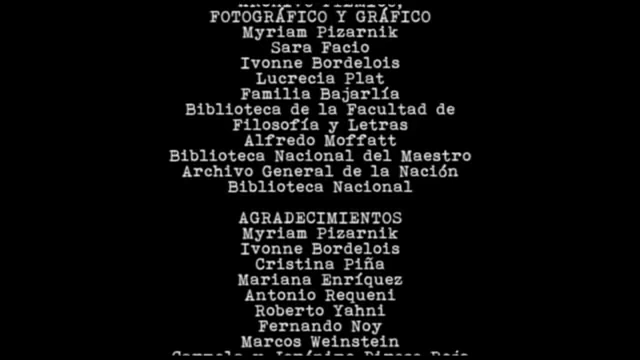 ARCHIVO FÍLMICO,
FOTOGRÁFICO Y GRÁFICO
Myriam Pizarnik
Sara Facio
Ivonne Bordelois
Lucrecia Plat
Familia Bajarlía
Biblioteca de la Facultad de
Filosofía y Letras
Alfredo Moffatt
Biblioteca Nacional del Maestro
Archivo General de la Nación
Biblioteca Nacional
AGRADECIMIENTOS
Myriam Pizarnik
Ivonne Bordelois
Cristina Piña
Mariana Enríquez
Antonio Requeni
Roberto Yahni
Fernando Noy
Marcos Weinstein